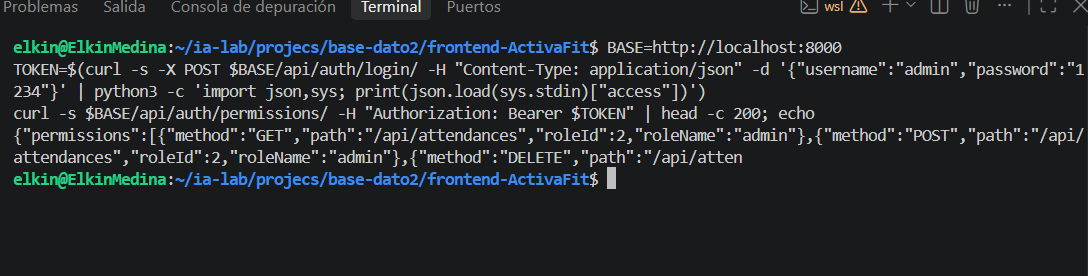 Problemas Salida Consola de depuración Terminal Puertos wsl
elkin@ElkinMedina:~/ia-lab/projecs/base-dato2/frontend-ActivaFit$ BASE=http://localhost:8000
TOKEN=$(curl -s -X POST $BASE/api/auth/login/ -H "Content-Type: application/json" -d '{"username":"admin","password":"1
234"}' | python3 -c 'import json,sys; print(json.load(sys.stdin)["access"])')
curl -s $BASE/api/auth/permissions/ -H "Authorization: Bearer $TOKEN" | head -c 200; echo
{"permissions":[{"method":"GET","path":"/api/attendances","roleId":2,"roleName":"admin"},{"method":"POST","path":"/api/
attendances","roleId":2,"roleName":"admin"},{"method":"DELETE","path":"/api/atten
elkin@ElkinMedina:~/ia-lab/projecs/base-dato2/frontend-ActivaFit$